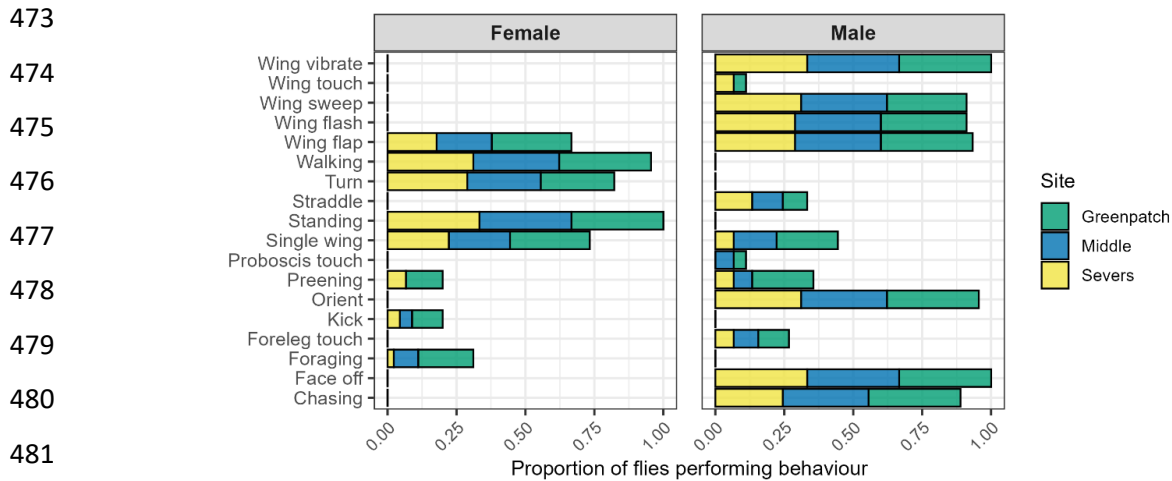 473
474
475
476
477
478
479
480
481
Female
Male
Wing vibrate
Wing touch
Wing sweep
Wing flash
Wing flap
Walking
Turn
Straddle
Standing
Single wing
Proboscis touch
Preening
Orient
Kick
Foreleg touch
Foraging
Face off
Chasing
0.00 0.25 0.50 0.75 1.00
0.00 0.25 0.50 0.75 1.00
Proportion of flies performing behaviour
Site
Greenpatch
Middle
Severs